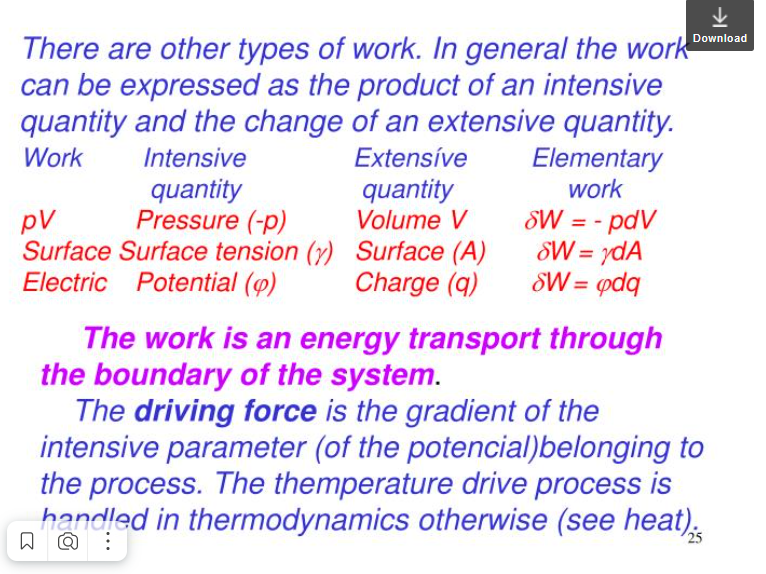 Download
There are other types of work. In general the work
can be expressed as the product of an intensive
quantity and the change of an extensive quantity.
Work Intensive Extensíve Elementary
quantity quantity work
pV Pressure (-p) Volume V δW = - pdV
Surface Surface tension (γ) Surface (A) δW = γdA
Electric Potential (φ) Charge (q) δW = φdq
The work is an energy transport through
the boundary of the system.
The driving force is the gradient of the
intensive parameter (of the potencial)belonging to
the process. The themperature drive process is
handled in thermodynamics otherwise (see heat).
25